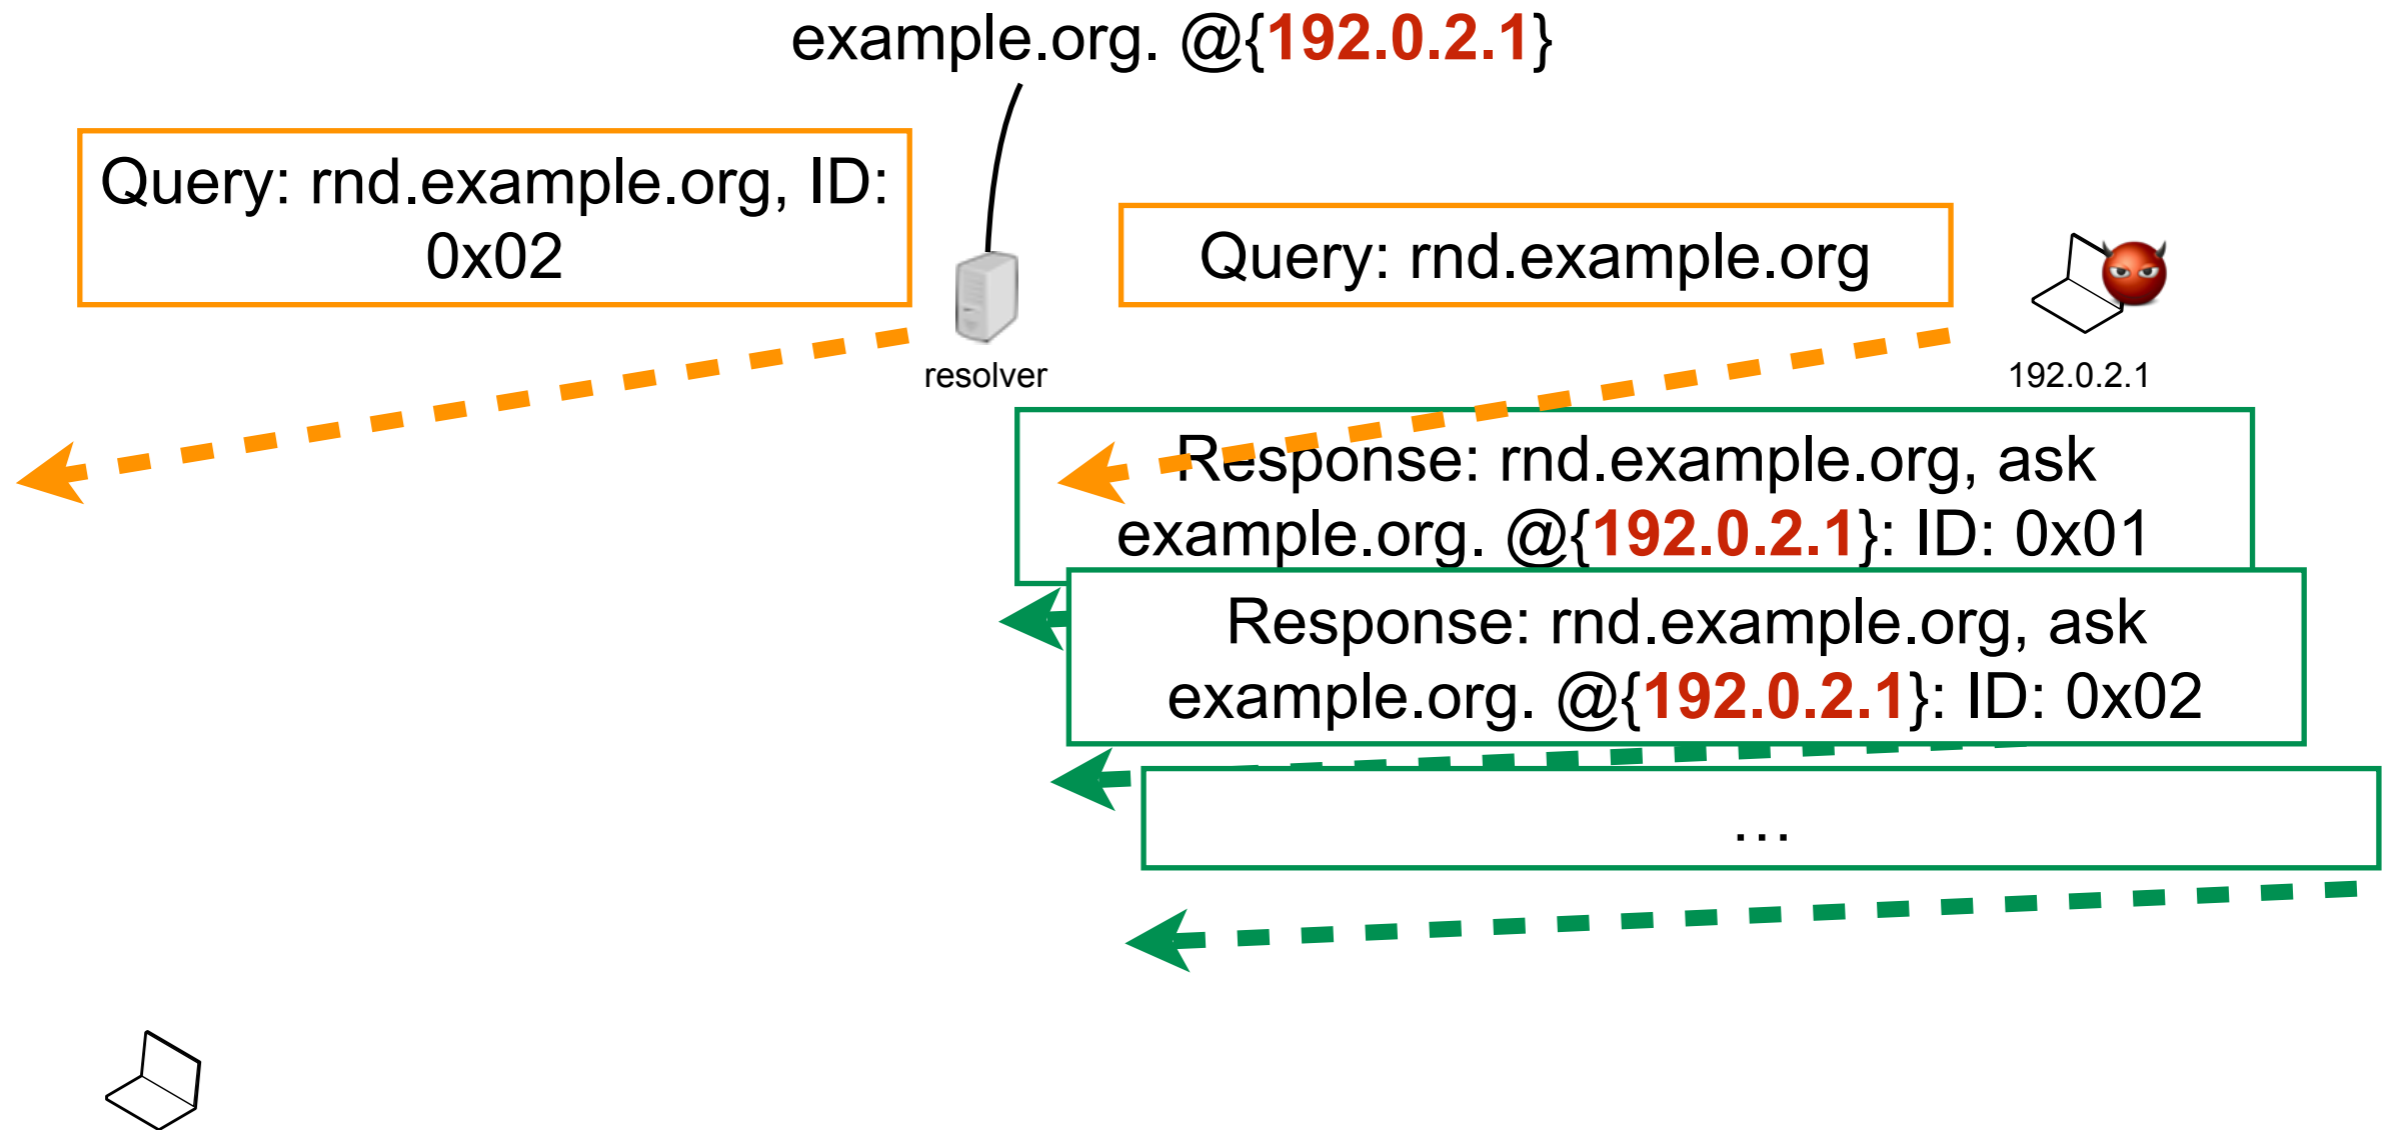 example.org. @{192.0.2.1}
Query: rnd.example.org, ID:
0x02
Query: rnd.example.org
resolver
192.0.2.1
Response: rnd.example.org, ask
example.org. @{192.0.2.1}: ID: 0x01
Response: rnd.example.org, ask
example.org. @{192.0.2.1}: ID: 0x02
…